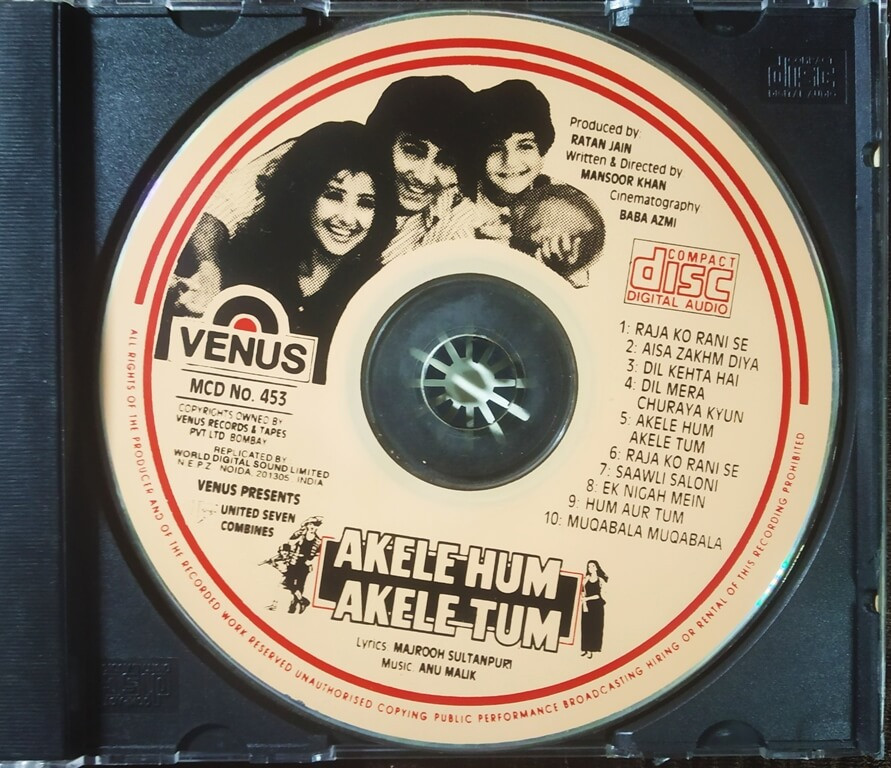 COMPACT
disc
DIGITAL AUDIO
Produced by:
RATAN JAIN
Written & Directed by
MANSOOR KHAN
Cinematography
BABA AZMI
COMPACT
disc
DIGITAL AUDIO
1: RAJA KO RANI SE
2: AISA ZAKHM DIYA
3: DIL KEHTA HAI
4: DIL MERA
CHURAYA KYUN
5: AKELE HUM
AKELE TUM
6: RAJA KO RANI SE
7: SAAWLI SALONI
8: EK NIGAH MEIN
9: HUM AUR TUM
10: MUQABALA MUQABALA
VENUS
MCD No. 453
COPYRIGHTS OWNED BY
VENUS RECORDS & TAPES
PVT LTD BOMBAY
REPLICATED BY
WORLD DIGITAL SOUND LIMITED
N E P Z NOIDA 201305 INDIA
VENUS PRESENTS
UNITED SEVEN
COMBINES
AKELE HUM
AKELE TUM
Lyrics: MAJROOH SULTANPURI
Music: ANU MALIK
ALL RIGHTS OF THE PRODUCER AND OF THE RECORDED WORK RESERVED UNAUTHORISED COPYING PUBLIC PERFORMANCE BROADCASTING HIRING OR RENTAL OF THIS RECORDING PROHIBITED